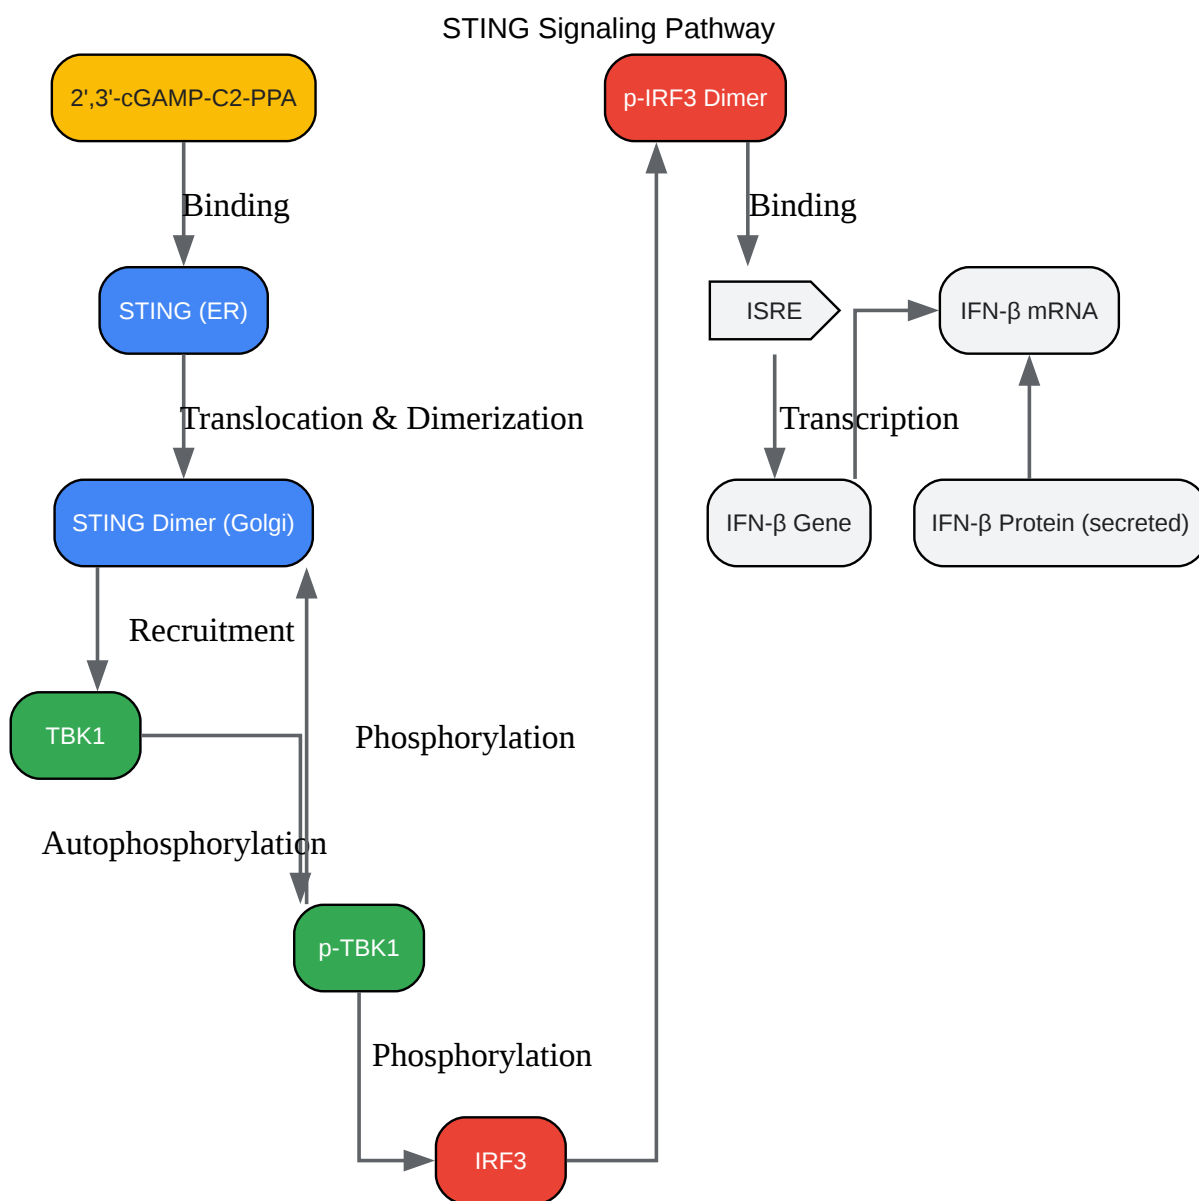 STING Signaling Pathway
2',3'-cGAMP-C2-PPA
p-IRF3 Dimer
Binding
Binding
STING (ER)
ISRE
IFN-β mRNA
Translocation & Dimerization
Transcription
STING Dimer (Golgi)
IFN-β Gene
IFN-β Protein (secreted)
Recruitment
TBK1
Phosphorylation
Autophosphorylation
p-TBK1
Phosphorylation
IRF3